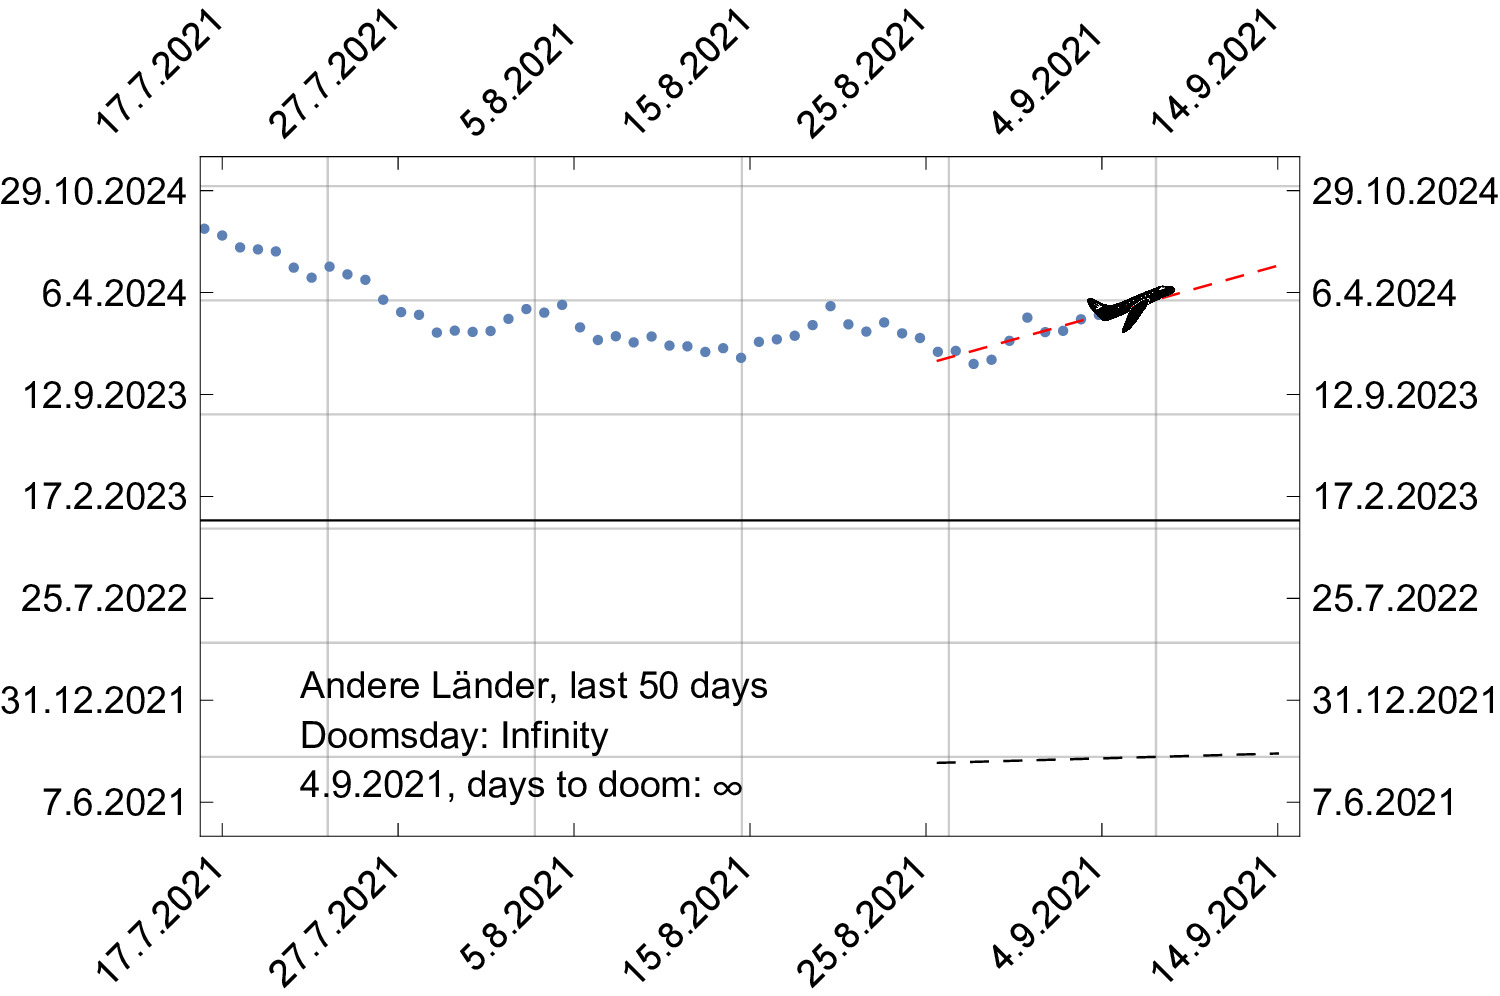 17.7.2021 27.7.2021 5.8.2021 15.8.2021 25.8.2021 4.9.2021 14.9.2021
29.10.2024 29.10.2024
6.4.2024 6.4.2024
12.9.2023 12.9.2023
17.2.2023 17.2.2023
25.7.2022 25.7.2022
Andere Länder, last 50 days
31.12.2021 31.12.2021
Doomsday: Infinity
4.9.2021, days to doom: ∞
7.6.2021 7.6.2021
17.7.2021 27.7.2021 5.8.2021 15.8.2021 25.8.2021 4.9.2021 14.9.2021